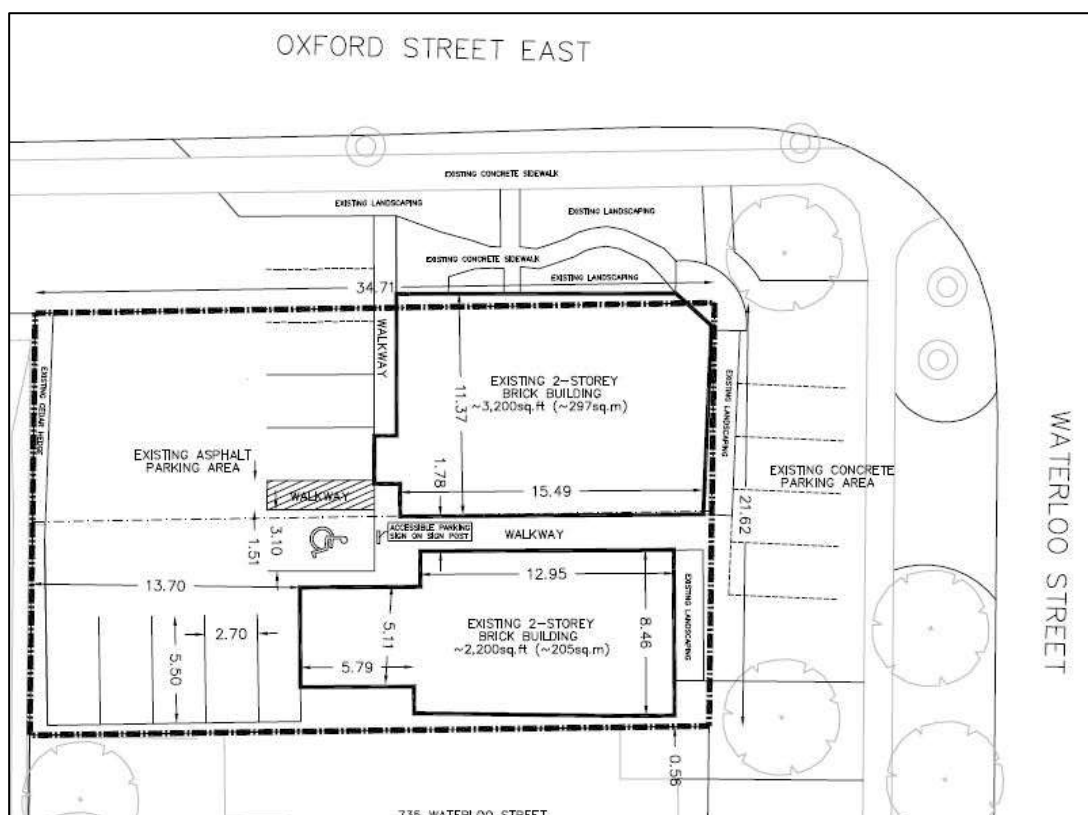 OXFORD STREET EAST
EXISTING CONCRETE SIDEWALK
EXISTING LANDSCAPING
EXISTING LANDSCAPING
EXISTING CONCRETE SIDEWALK
EXISTING LANDSCAPING
34.71
WALKWAY
EXISTING 2-STOREY
BRICK BUILDING
~3,200sq.ft (~297sq.m)
11.37
EXISTING LANDSCAPING
EXISTING CEDAR HEDGE
WATERLOO STREET
EXISTING ASPHALT
PARKING AREA
EXISTING CONCRETE
PARKING AREA
1.78
15.49
21.62
WALKWAY
ACCESSIBLE PARKING
SIGN ON SIGN POST
WALKWAY
3.10
1.51
13.70
12.95
EXISTING LANDSCAPING
EXISTING 2-STOREY
BRICK BUILDING
~2,200sq.ft (~205sq.m)
8.46
5.11
5.79
2.70
5.50
0.56
735 WATERLOO STREET